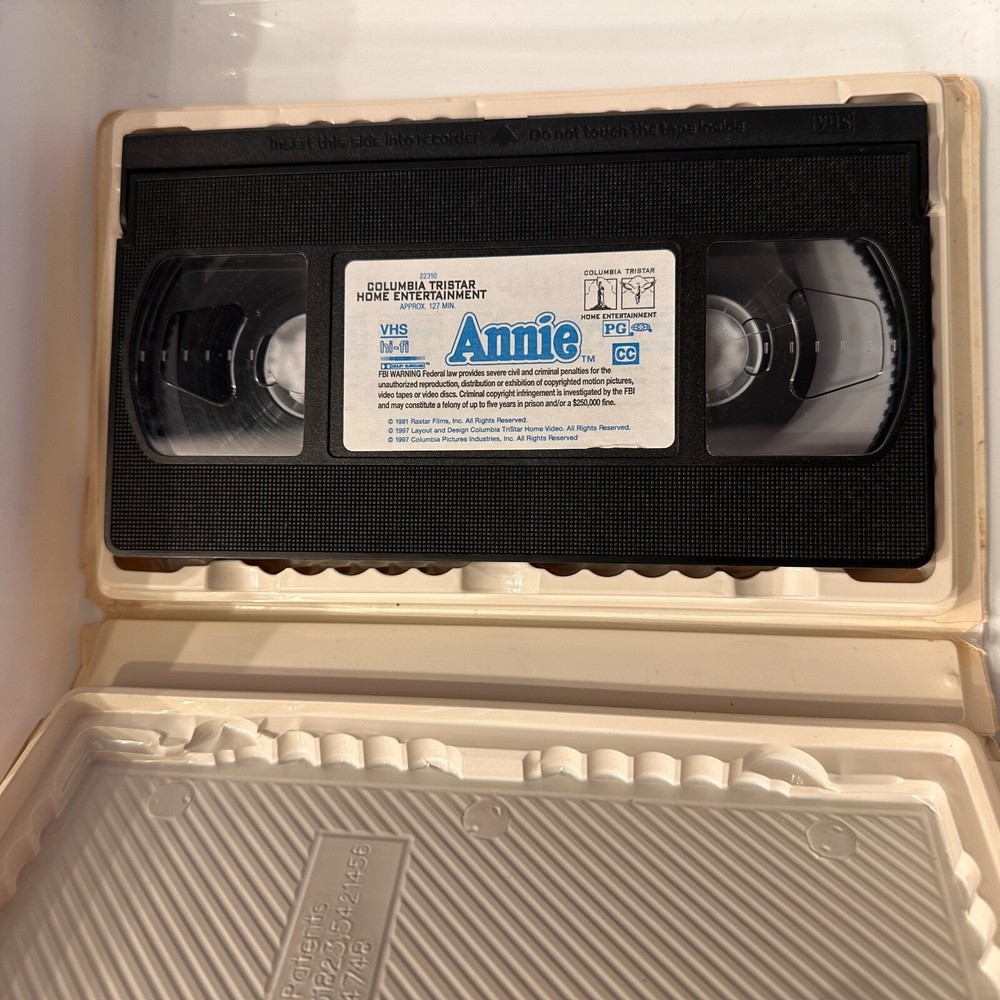 Insert this side into recorder Do not touch the tape inside VHS
22310
COLUMBIA TRISTAR
HOME ENTERTAINMENT
APPROX. 127 MIN.
COLUMBIA TRISTAR
HOME ENTERTAINMENT
VHS
hi-fi
DOLBY SURROUND
Annie TM
PG
CC
FBI WARNING Federal law provides severe civil and criminal penalties for the
unauthorized reproduction, distribution or exhibition of copyrighted motion pictures,
video tapes or video discs. Criminal copyright infringement is investigated by the FBI
and may constitute a felony of up to five years in prison and/or a $250,000 fine.
© 1981 Rastar Films, Inc. All Rights Reserved.
© 1997 Layout and Design Columbia TriStar Home Video. All Rights Reserved.
© 1997 Columbia Pictures Industries, Inc. All Rights Reserved
Patents
1823,5421456
4748